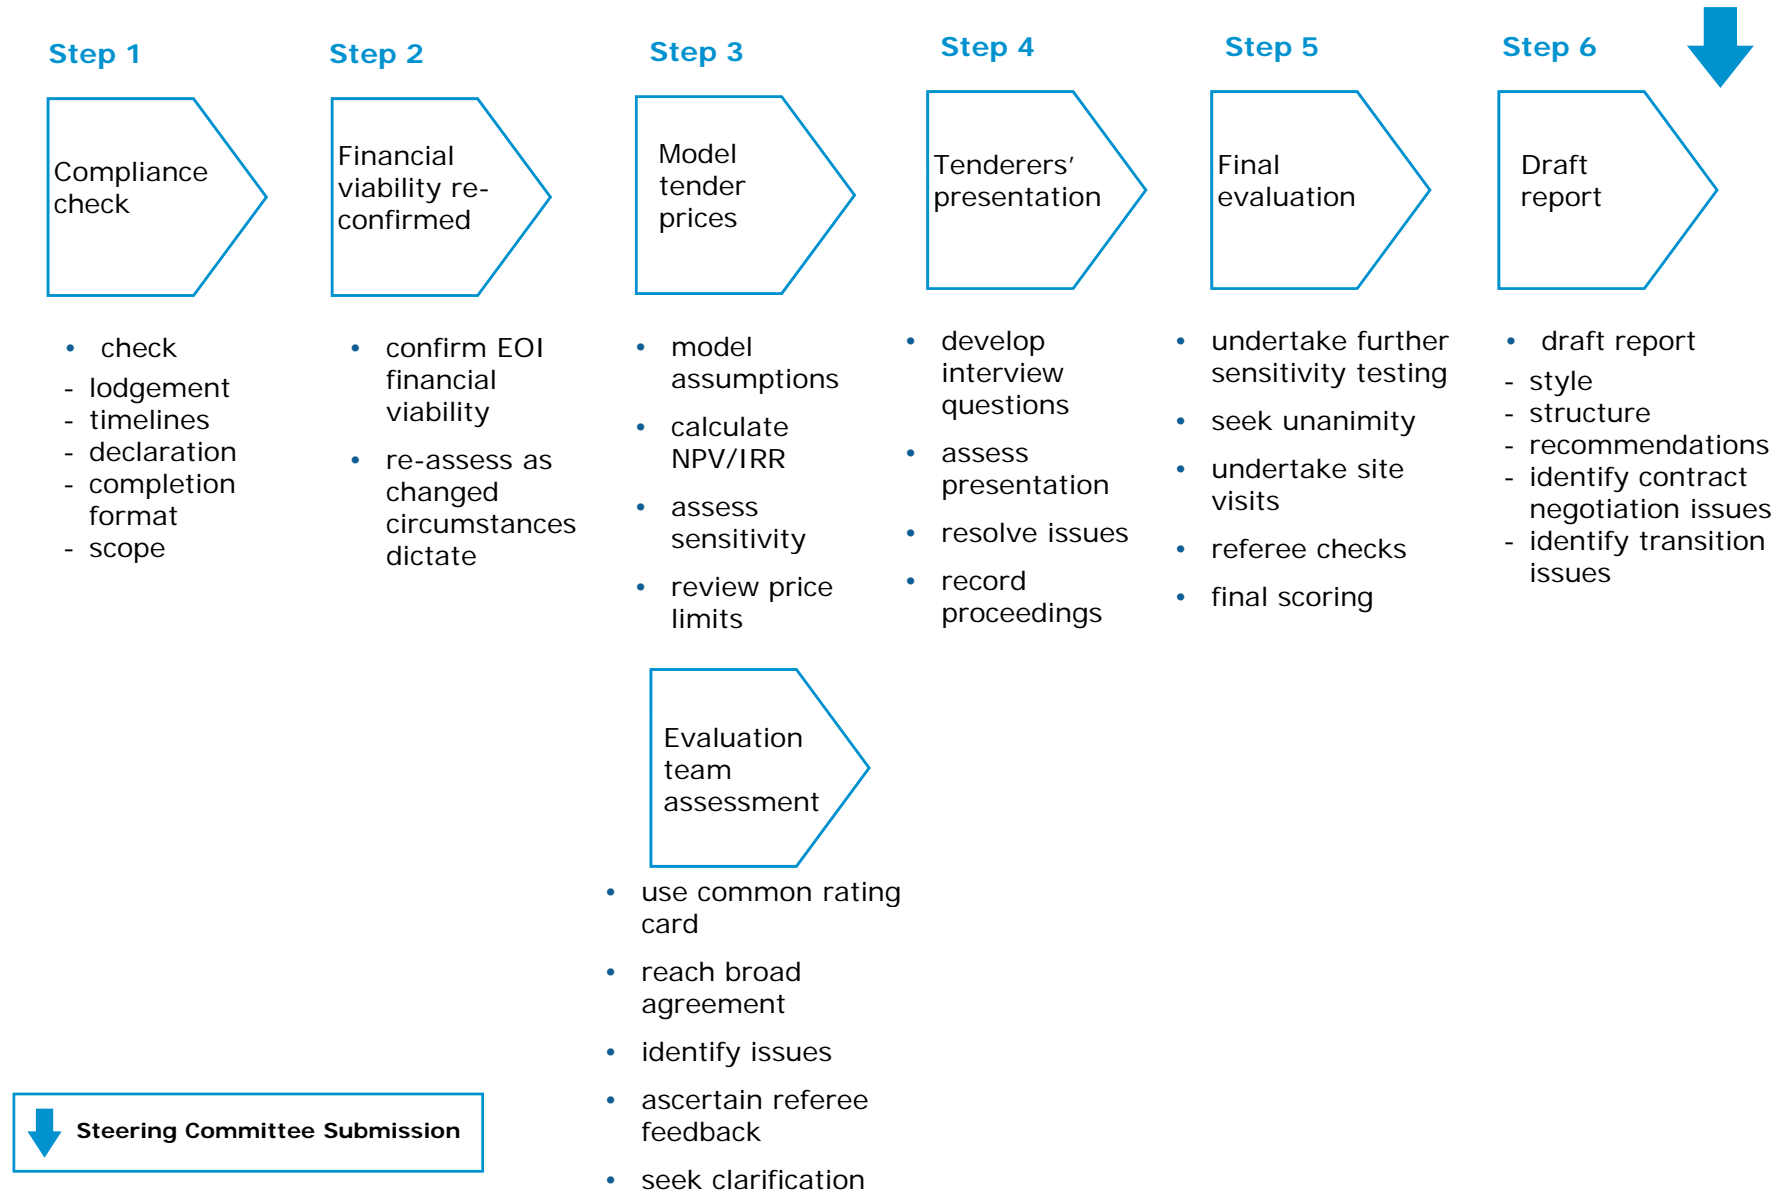 Step 1
Compliance
check
• check
- lodgement
- timelines
- declaration
- completion
format
- scope
Step 2
Financial
viability re-
confirmed
• confirm EOI
financial
viability
• re-assess as
changed
circumstances
dictate
Step 3
Model
tender
prices
• model
assumptions
• calculate
NPV/IRR
• assess
sensitivity
• review price
limits
Evaluation
team
assessment
• use common rating
card
• reach broad
agreement
• identify issues
• ascertain referee
feedback
• seek clarification
Step 4
Tenderers’
presentation
• develop
interview
questions
• assess
presentation
• resolve issues
• record
proceedings
Step 5
Final
evaluation
• undertake further
sensitivity testing
• seek unanimity
• undertake site
visits
• referee checks
• final scoring
Step 6
Draft
report
• draft report
- style
- structure
- recommendations
- identify contract
negotiation issues
- identify transition
issues
Steering Committee Submission